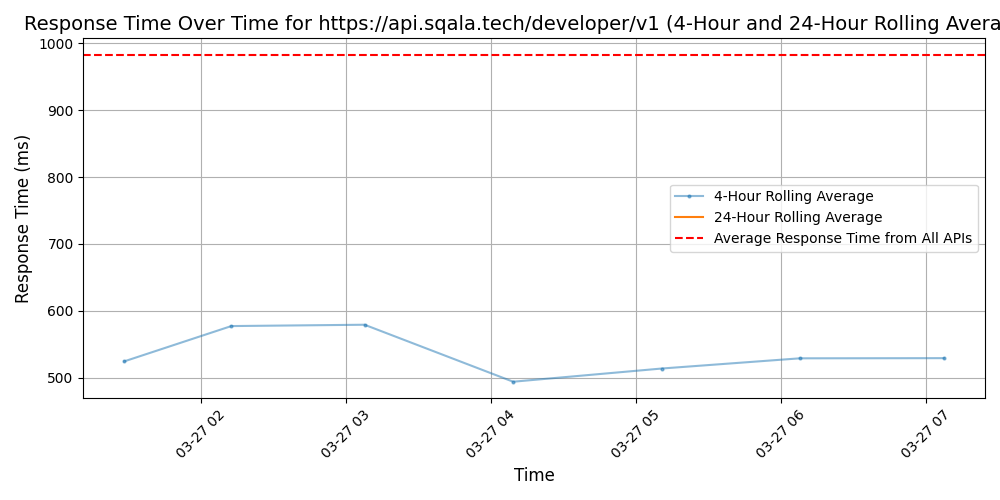 Response Time Over Time for https://api.sqala.tech/developer/v1 (4-Hour and 24-Hour Rolling Avera
1000
900
800
700
600
500
Response Time (ms)
4-Hour Rolling Average
24-Hour Rolling Average
Average Response Time from All APIs
03-27 02
03-27 03
03-27 04
03-27 05
03-27 06
03-27 07
Time